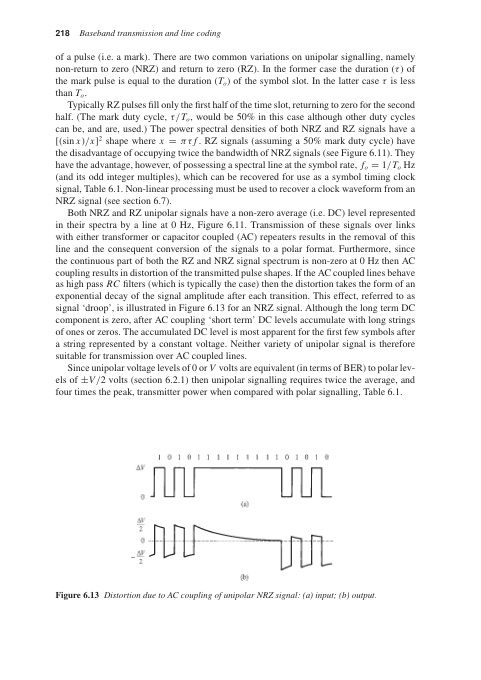 218 Baseband transmission and line coding
of a pulse (i.e. a mark). There are two common variations on unipolar signalling, namely
non-return to zero (NRZ) and return to zero (RZ). In the former case the duration (τ) of
the mark pulse is equal to the duration (Tₒ) of the symbol slot. In the latter case τ is less
than Tₒ.
Typically RZ pulses fill only the first half of the time slot, returning to zero for the second
half. (The mark duty cycle, τ/Tₒ, would be 50% in this case although other duty cycles
can be, and are, used.) The power spectral densities of both NRZ and RZ signals have a
[(sin x)/x]² shape where x = πτf. RZ signals (assuming a 50% mark duty cycle) have
the disadvantage of occupying twice the bandwidth of NRZ signals (see Figure 6.11). They
have the advantage, however, of possessing a spectral line at the symbol rate, fₒ = 1/Tₒ Hz
(and its odd integer multiples), which can be recovered for use as a symbol timing clock
signal, Table 6.1. Non-linear processing must be used to recover a clock waveform from an
NRZ signal (see section 6.7).
Both NRZ and RZ unipolar signals have a non-zero average (i.e. DC) level represented
in their spectra by a line at 0 Hz, Figure 6.11. Transmission of these signals over links
with either transformer or capacitor coupled (AC) repeaters results in the removal of this
line and the consequent conversion of the signals to a polar format. Furthermore, since
the continuous part of both the RZ and NRZ signal spectrum is non-zero at 0 Hz then AC
coupling results in distortion of the transmitted pulse shapes. If the AC coupled lines behave
as high pass RC filters (which is typically the case) then the distortion takes the form of an
exponential decay of the signal amplitude after each transition. This effect, referred to as
signal ‘droop’, is illustrated in Figure 6.13 for an NRZ signal. Although the long term DC
component is zero, after AC coupling ‘short term’ DC levels accumulate with long strings
of ones or zeros. The accumulated DC level is most apparent for the first few symbols after
a string represented by a constant voltage. Neither variety of unipolar signal is therefore
suitable for transmission over AC coupled lines.
Since unipolar voltage levels of 0 or V volts are equivalent (in terms of BER) to polar lev-
els of ±V/2 volts (section 6.2.1) then unipolar signalling requires twice the average, and
four times the peak, transmitter power when compared with polar signalling, Table 6.1.
1 0 1 0 1 1 1 1 1 1 1 1 1 0 1 0 1 0
ΔV
0
(a)
ΔV/2
0
- ΔV/2
(b)
Figure 6.13 Distortion due to AC coupling of unipolar NRZ signal: (a) input; (b) output.